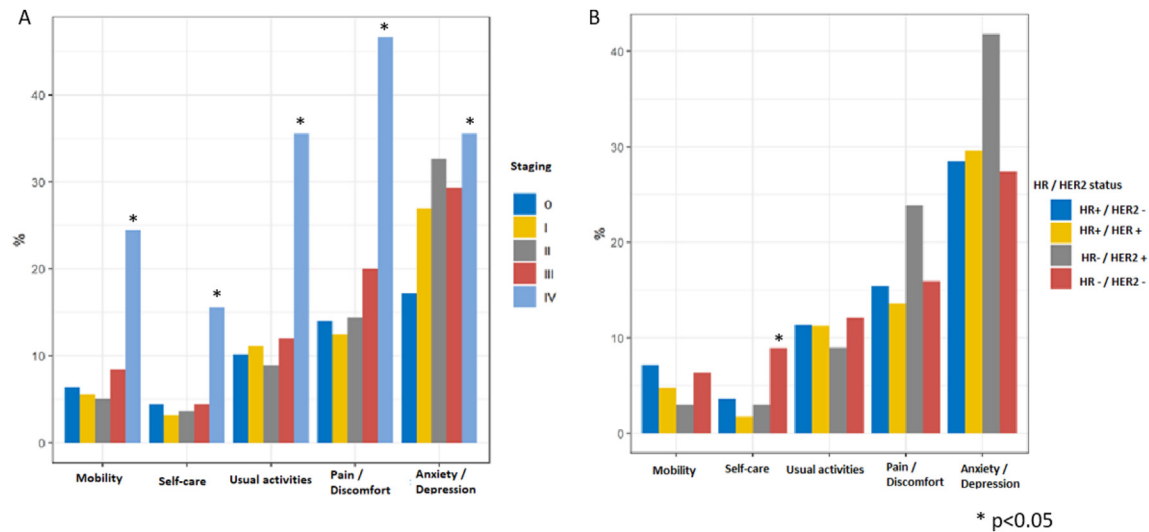 A
B
*
*
*
*
*
%
40
30
20
10
0
Mobility
Self-care
Usual activities
Pain /
Discomfort
Anxiety /
Depression
Staging
0
I
II
III
IV
*
%
40
30
20
10
0
Mobility
Self-care
Usual activities
Pain /
Discomfort
Anxiety /
Depression
HR / HER2 status
HR+ / HER2 -
HR+ / HER +
HR- / HER2 +
HR - / HER2 -
* p<0.05